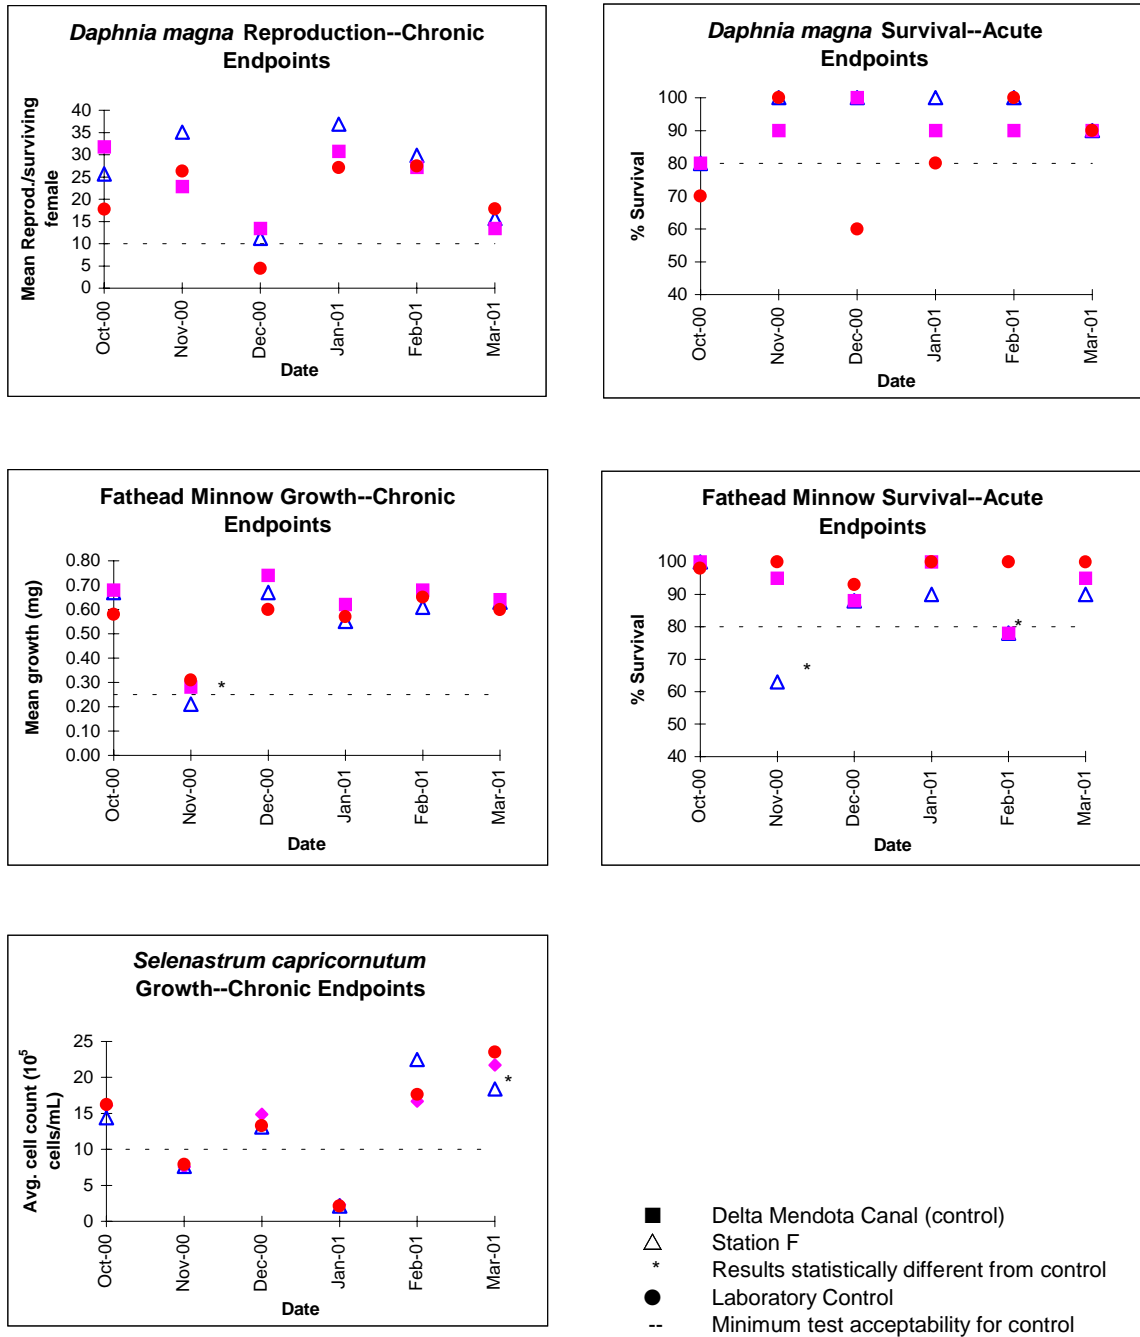 Daphnia magna Reproduction--Chronic
Endpoints
Mean Reprod./surviving
female
40
35
30
25
20
15
10
5
0
Oct-00
Nov-00
Dec-00
Jan-01
Feb-01
Mar-01
Date
Daphnia magna Survival--Acute
Endpoints
% Survival
100
90
80
70
60
50
40
Oct-00
Nov-00
Dec-00
Jan-01
Feb-01
Mar-01
Date
Fathead Minnow Growth--Chronic
Endpoints
Mean growth (mg)
0.80
0.70
0.60
0.50
0.40
0.30
0.20
0.10
0.00
*
Oct-00
Nov-00
Dec-00
Jan-01
Feb-01
Mar-01
Date
Fathead Minnow Survival--Acute
Endpoints
% Survival
100
90
80
70
60
50
40
*
*
Oct-00
Nov-00
Dec-00
Jan-01
Feb-01
Mar-01
Date
Selenastrum capricornutum
Growth--Chronic Endpoints
Avg. cell count (10⁵
cells/mL)
25
20
15
10
5
0
*
Oct-00
Nov-00
Dec-00
Jan-01
Feb-01
Mar-01
Date
Delta Mendota Canal (control)
Station F
* Results statistically different from control
Laboratory Control
-- Minimum test acceptability for control